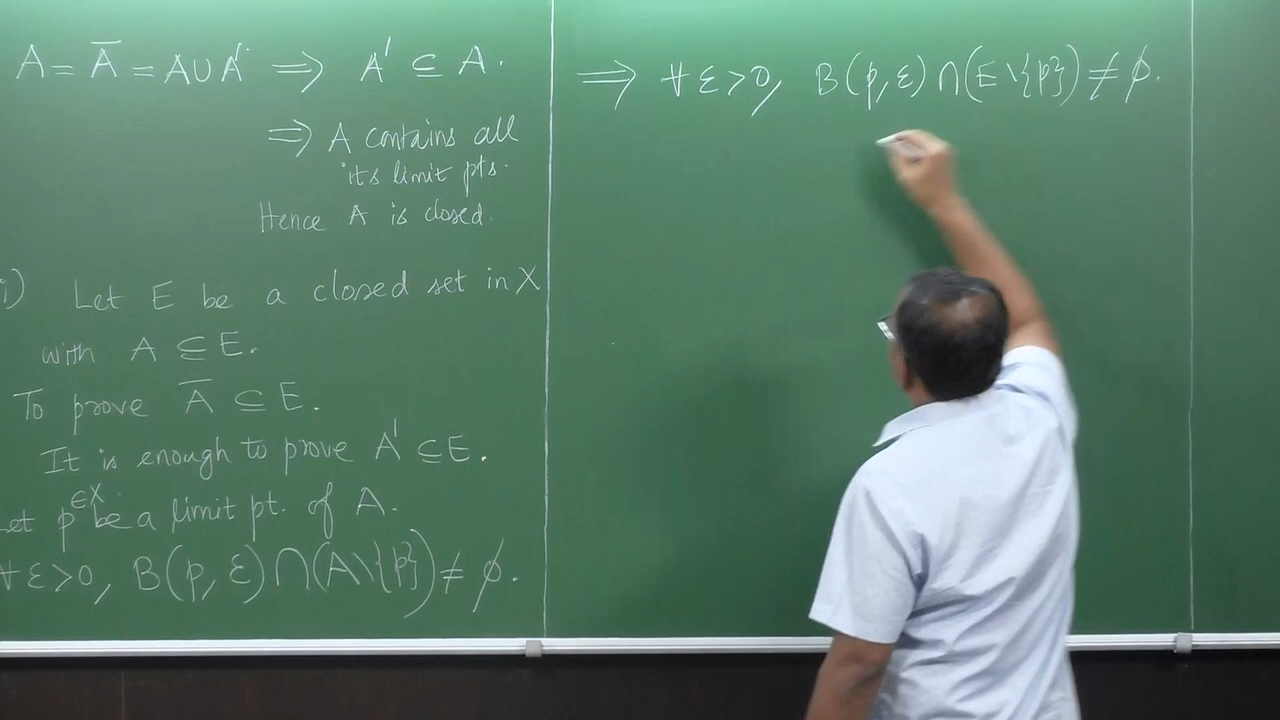 A = A̅ = A ∪ A' ⇒ A' ⊆ A.
⇒ A contains all
its limit pts.
Hence A is closed.
i) Let E be a closed set in X
with A ⊆ E.
To prove A̅ ⊆ E.
It is enough to prove A' ⊆ E.
Let p ∈X be a limit pt. of A.
∀ ε > 0, B(p, ε) ∩ (A \ {p}) ≠ φ.
⇒ ∀ ε > 0, B(p, ε) ∩ (E \ {p}) ≠ φ.